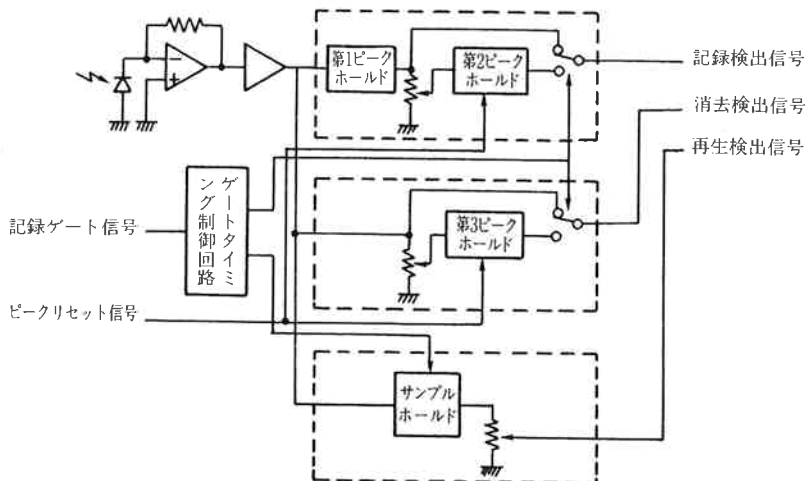 第1ピーク
ホールド
第2ピーク
ホールド
記録検出信号
消去検出信号
再生検出信号
ゲートタイミ
ング制御回路
記録ゲート信号
第3ピーク
ホールド
ピークリセット信号
サンプル
ホールド